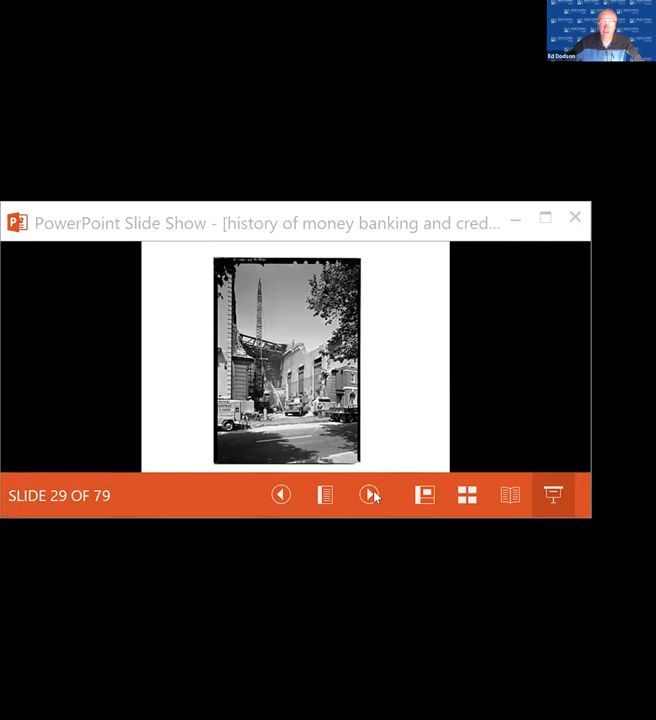 Ed Dodson
PowerPoint Slide Show - [history of money banking and cred...
SLIDE 29 OF 79